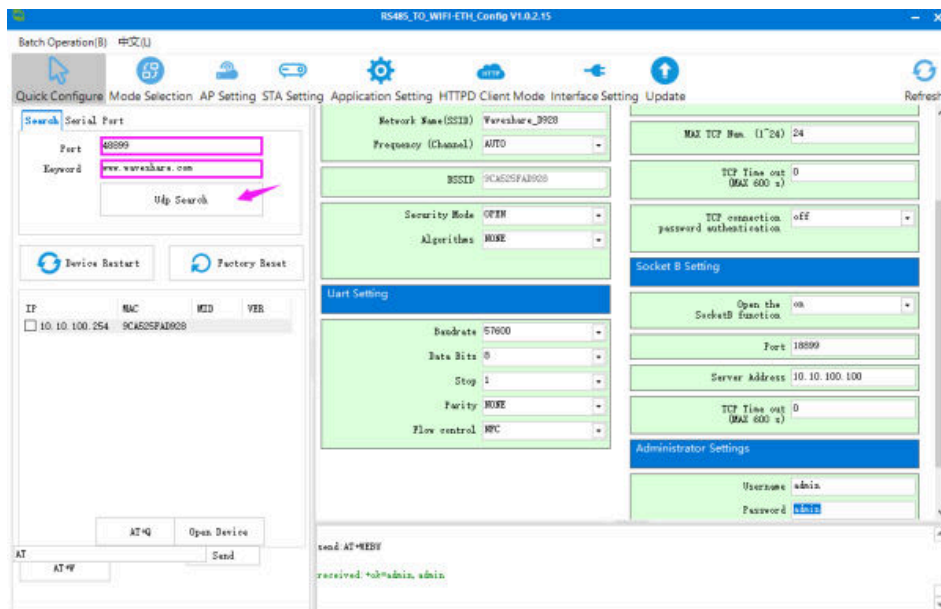 RS485_TO_WIFI-ETH_Config V1.0.2.15
Batch Operation(B) 中文(L)
Quick Configure Mode Selection AP Setting STA Setting Application Setting HTTPD Client Mode Interface Setting Update Refresh
Search Serial Port
Port 48899
Keyword www.waveshare.com
Udp Search
Device Restart Factory Reset
IP MAC MID VER
10.10.100.254 9CA525FAD928
AT+Q Open Device
AT Send
AT+W
Network Name(SSID) Waveshare_D928
Frequency (Channel) AUTO
BSSID 9CA525FAD928
Security Mode OPEN
Algorithm NONE
Uart Setting
Baudrate 57600
Data Bits 8
Stop 1
Parity NONE
Flow control NFC
MAX TCP Num. (1~24) 24
TCP Time out 0
(MAX 600 s)
TCP connection off
password authentication
Socket B Setting
Open the on
SocketB function
Port 18899
Server Address 10.10.100.100
TCP Time out 0
(MAX 600 s)
Administrator Settings
Username admin
Password admin
send:AT+WEBU
received:+ok=admin,admin